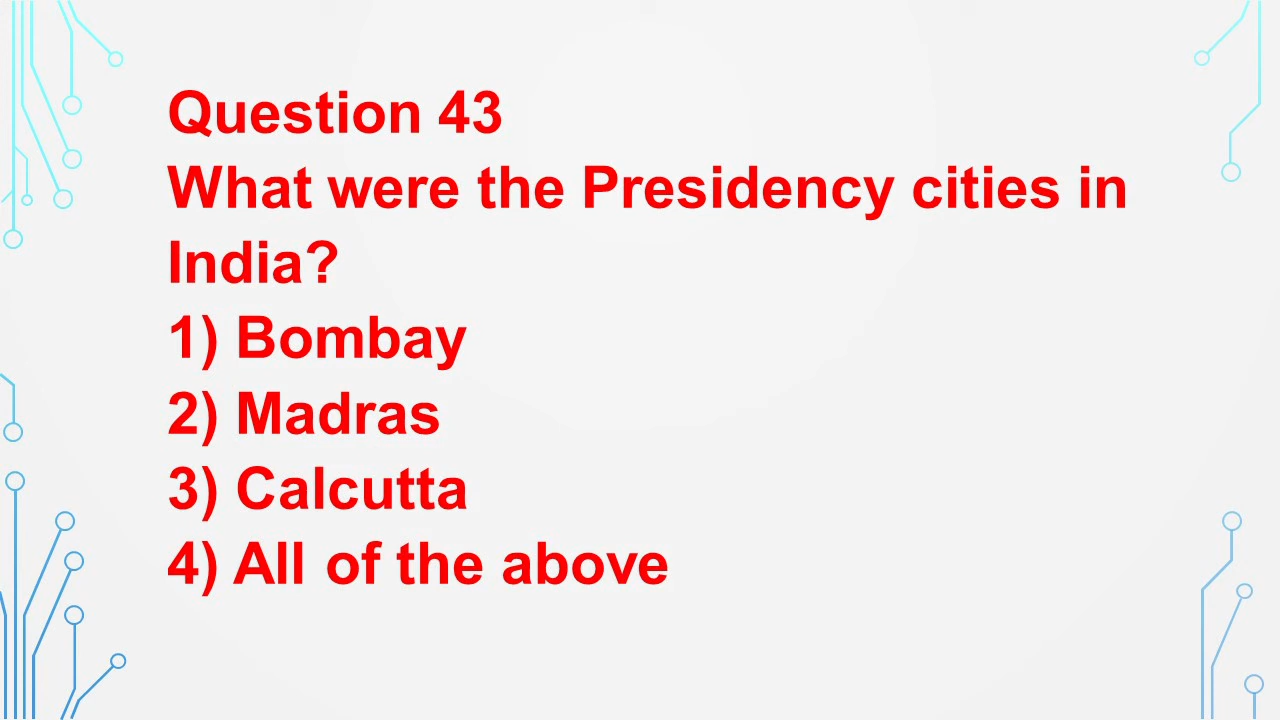 Question 43
What were the Presidency cities in
India?
1) Bombay
2) Madras
3) Calcutta
4) All of the above